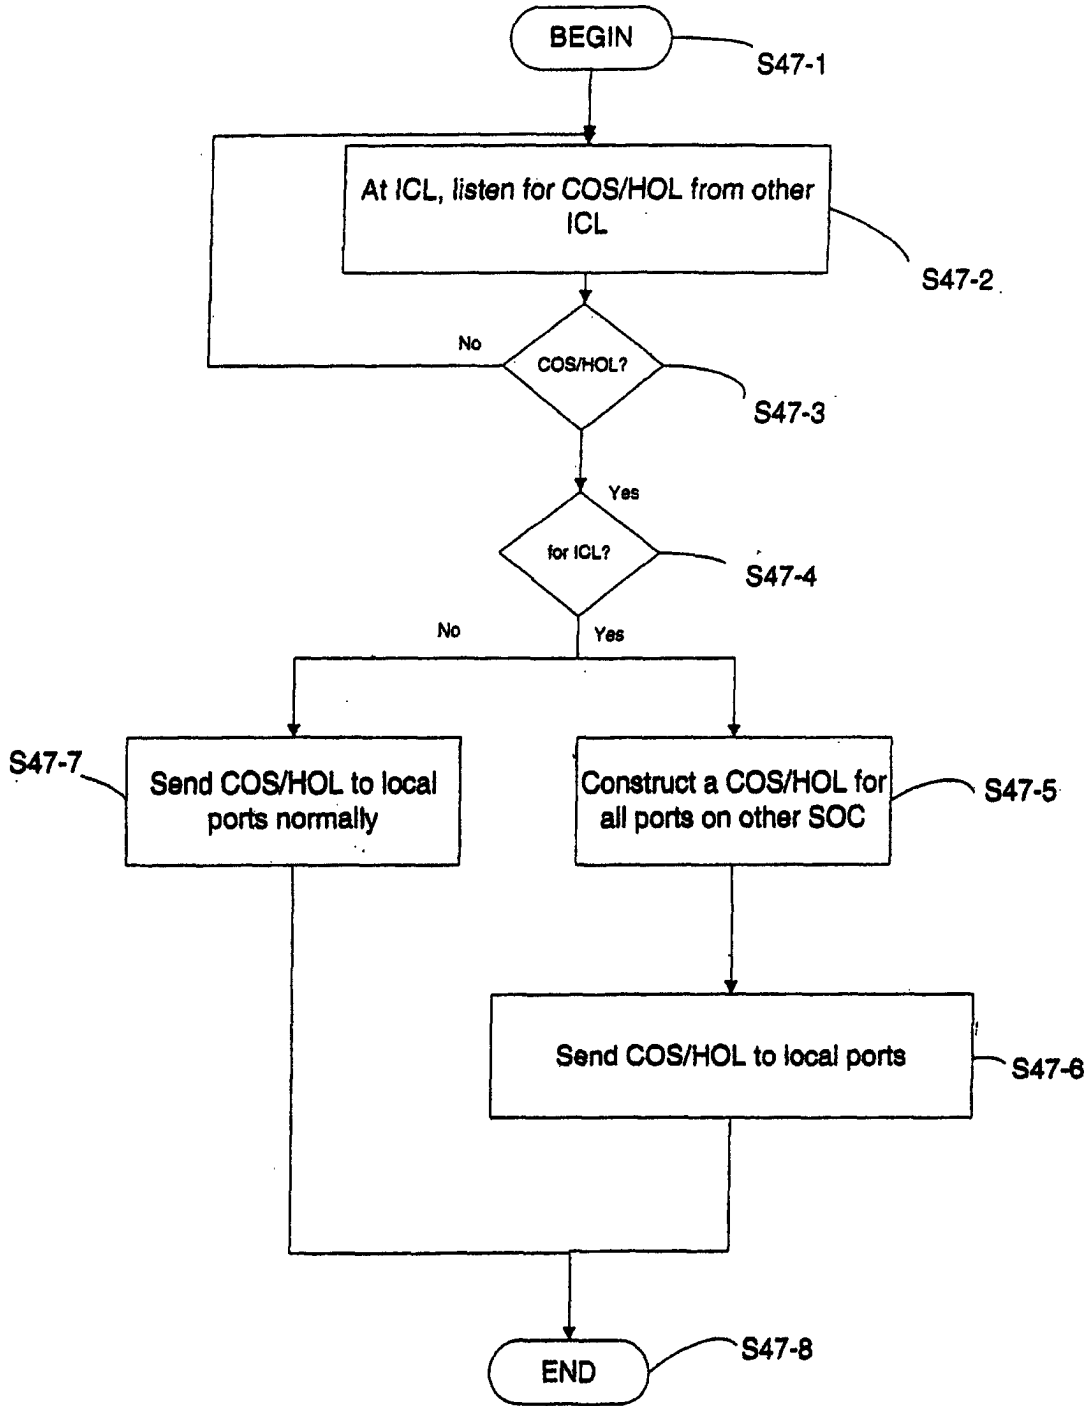 BEGIN
S47-1
At ICL, listen for COS/HOL from other
ICL
S47-2
No
COS/HOL?
S47-3
Yes
for ICL?
S47-4
No
Yes
S47-7
Send COS/HOL to local
ports normally
Construct a COS/HOL for
all ports on other SOC
S47-5
Send COS/HOL to local ports
S47-6
END
S47-8